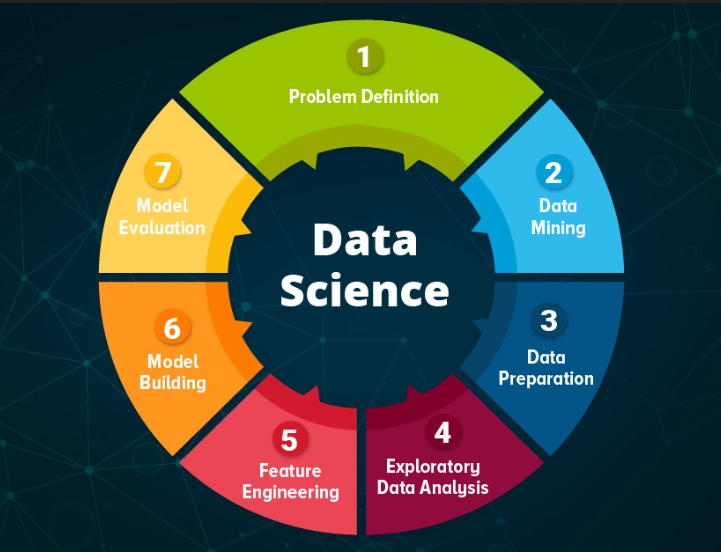 1
Problem Definition
2
Data
Mining
3
Data
Preparation
4
Exploratory
Data Analysis
5
Feature
Engineering
6
Model
Building
7
Model
Evaluation
Data
Science